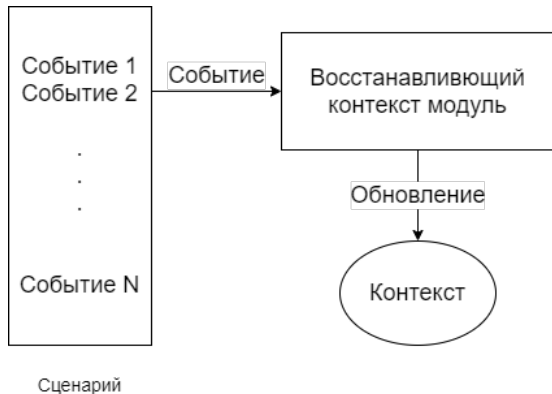 Событие 1
Событие 2
.
.
.
Событие N
Сценарий
Событие
Восстанавливющий
контекст модуль
Обновление
Контекст